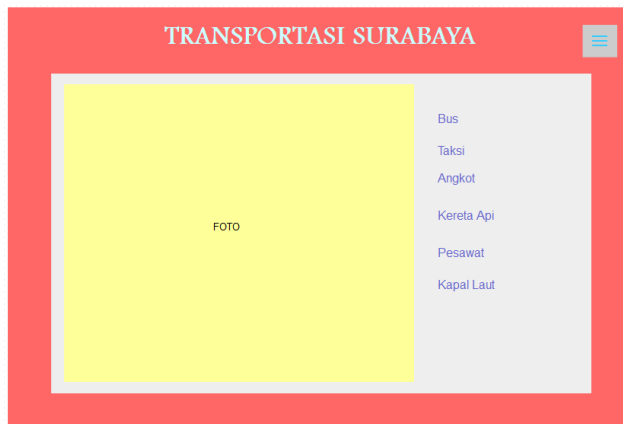 TRANSPORTASI SURABAYA
FOTO
Bus
Taksi
Angkot
Kereta Api
Pesawat
Kapal Laut